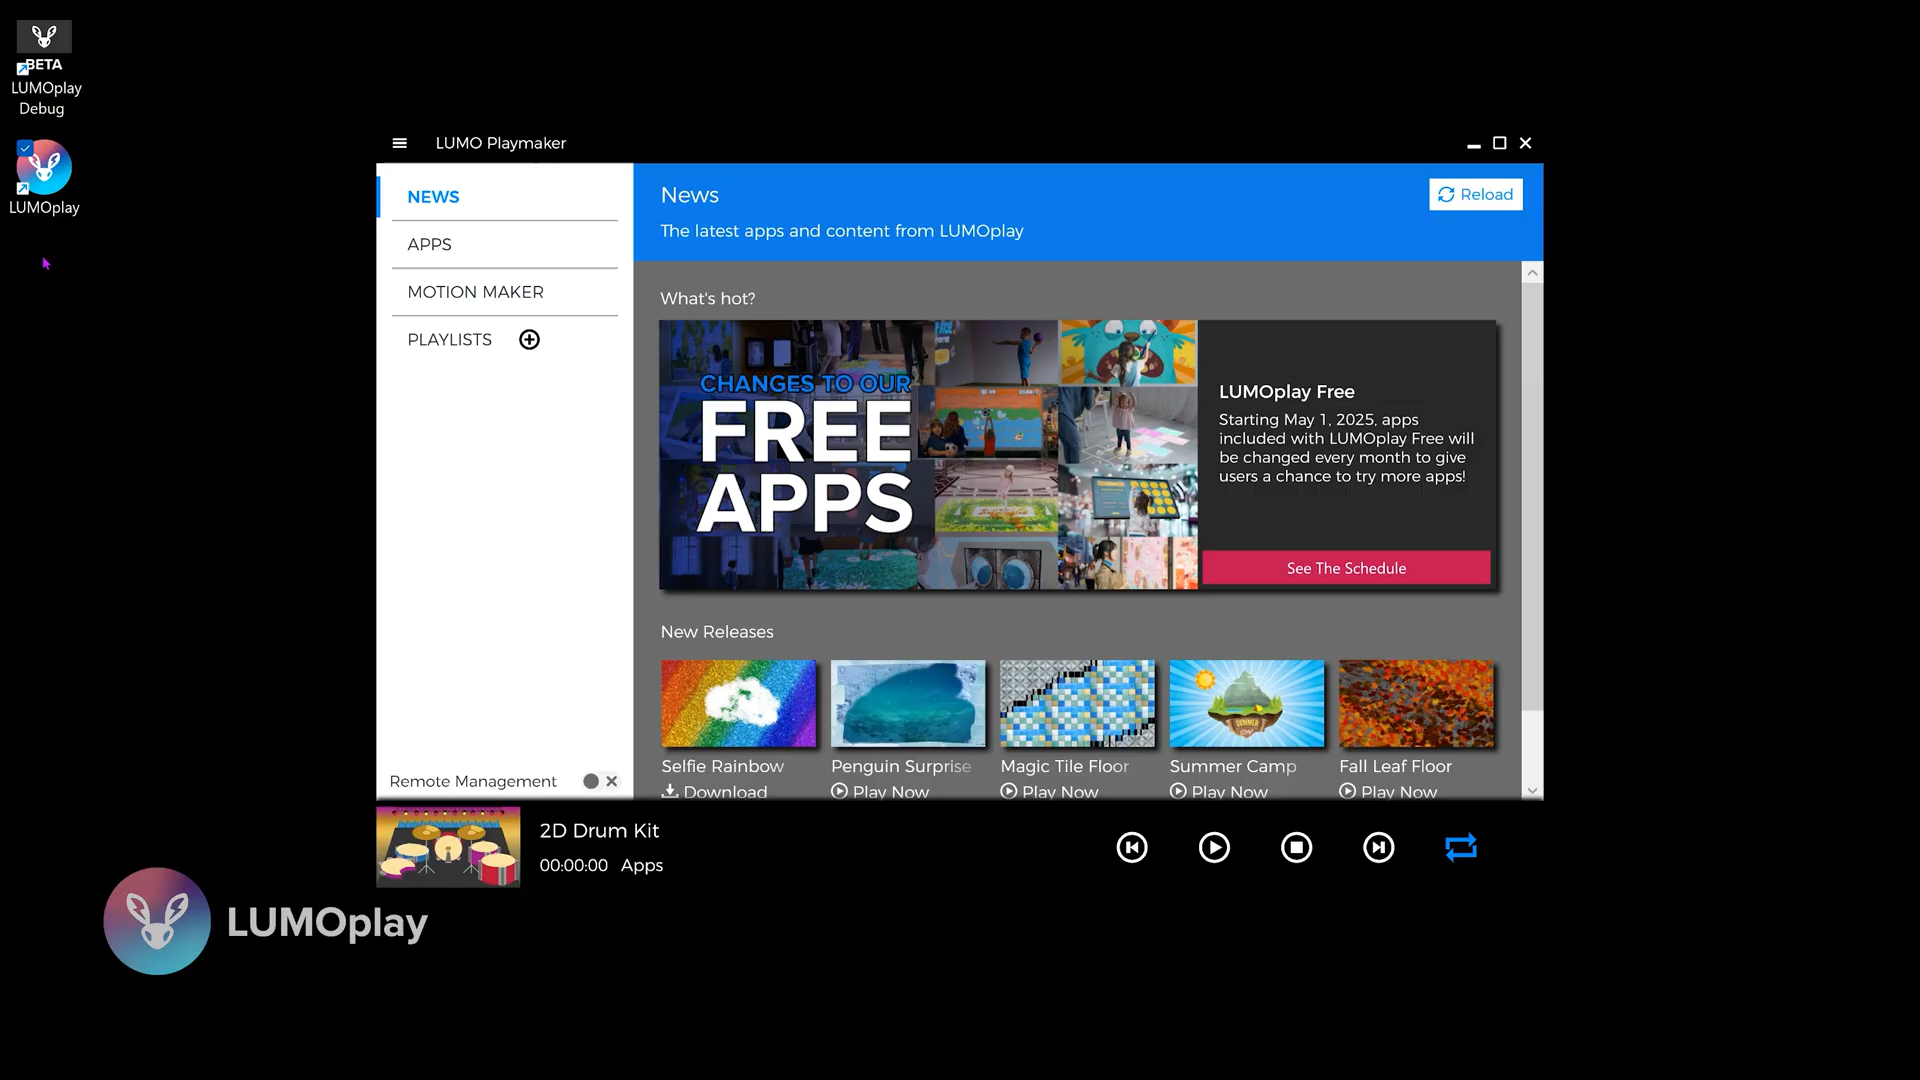 BETA
LUMOplay
Debug
LUMOplay
LUMO Playmaker
NEWS
APPS
MOTION MAKER
PLAYLISTS
Remote Management
News
The latest apps and content from LUMOplay
Reload
What's hot?
CHANGES TO OUR
FREE
APPS
LUMOplay Free
Starting May 1, 2025, apps
included with LUMOplay Free will
be changed every month to give
users a chance to try more apps!
See The Schedule
New Releases
SUMMER
Selfie Rainbow
Download
Penguin Surprise
Play Now
Magic Tile Floor
Play Now
Summer Camp
Play Now
Fall Leaf Floor
Play Now
2D Drum Kit
00:00:00 Apps
LUMOplay